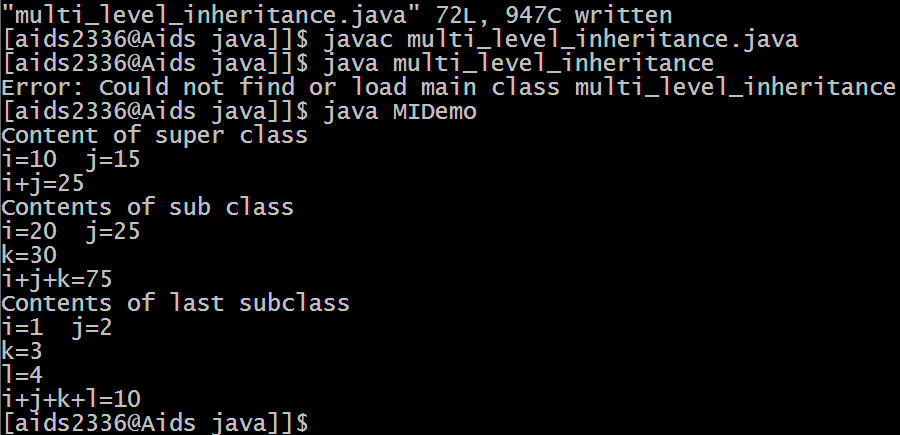 "multi_level_inheritance.java" 72L, 947C written
[aids2336@Aids java]]$ javac multi_level_inheritance.java
[aids2336@Aids java]]$ java multi_level_inheritance
Error: Could not find or load main class multi_level_inheritance
[aids2336@Aids java]]$ java MIDemo
Content of super class
i=10  j=15
i+j=25
Contents of sub class
i=20  j=25
k=30
i+j+k=75
Contents of last subclass
i=1  j=2
k=3
l=4
i+j+k+l=10
[aids2336@Aids java]]$